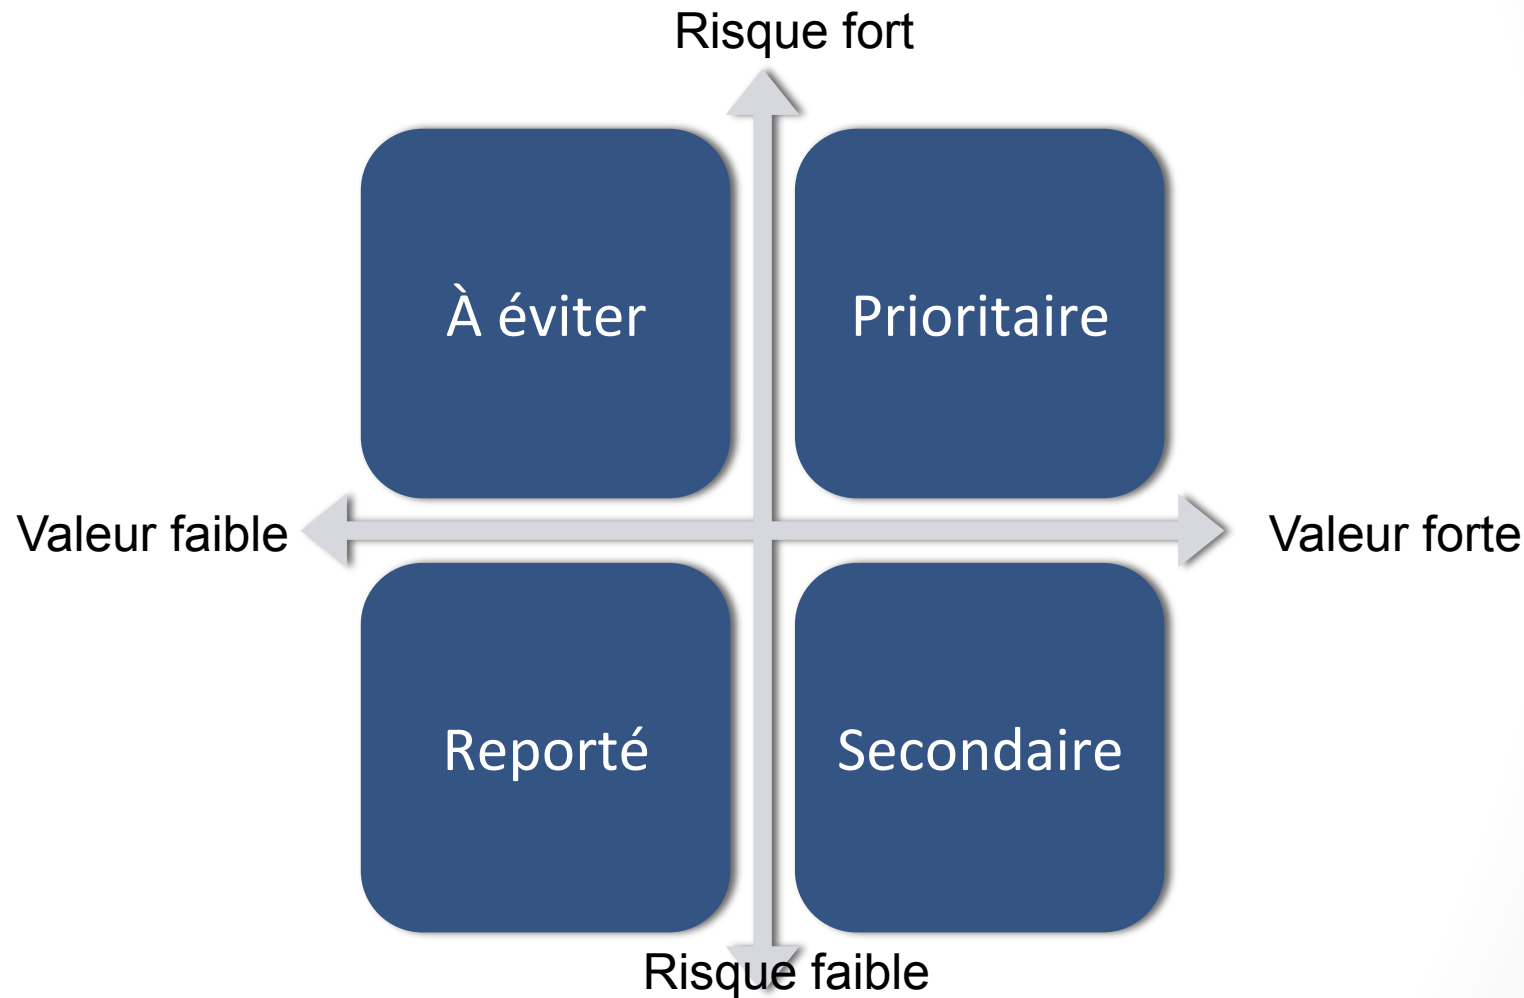 Risque fort
À éviter
Prioritaire
Valeur faible
Valeur forte
Reporté
Secondaire
Risque faible